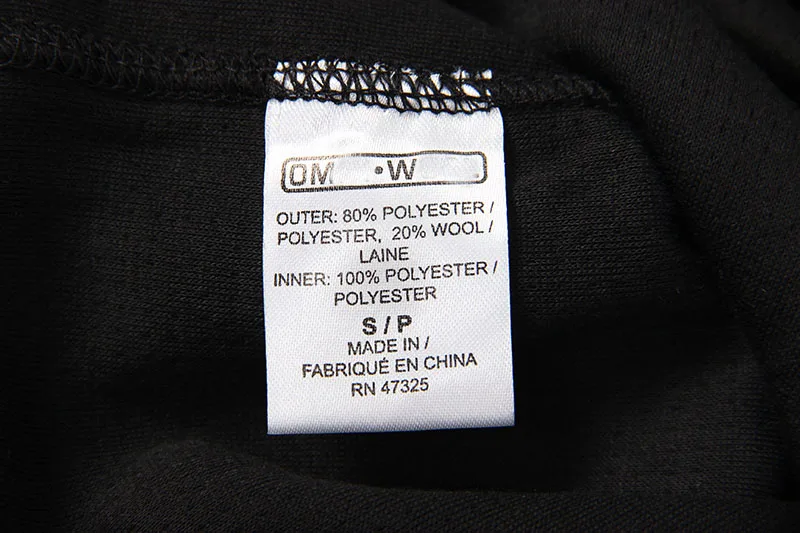 OM •W
OUTER: 80% POLYESTER /
POLYESTER, 20% WOOL /
LAINE
INNER: 100% POLYESTER /
POLYESTER
S / P
MADE IN /
FABRIQUÉ EN CHINA
RN 47325